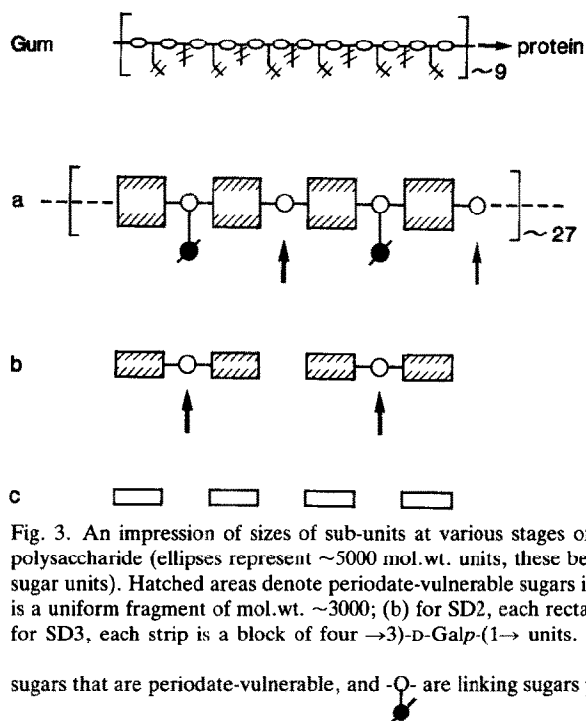 Gum
protein
~9
a
~27
b
c
Fig. 3. An impression of sizes of sub-units at various stages
polysaccharide (ellipses represent ~5000 mol.wt. units, these
sugar units). Hatched areas denote periodate-vulnerable sugars
is a uniform fragment of mol.wt. ~3000; (b) for SD2, each
for SD3, each strip is a block of four →3)-D-Galp-(1→ units.
sugars that are periodate-vulnerable, and -O- are linking sugars